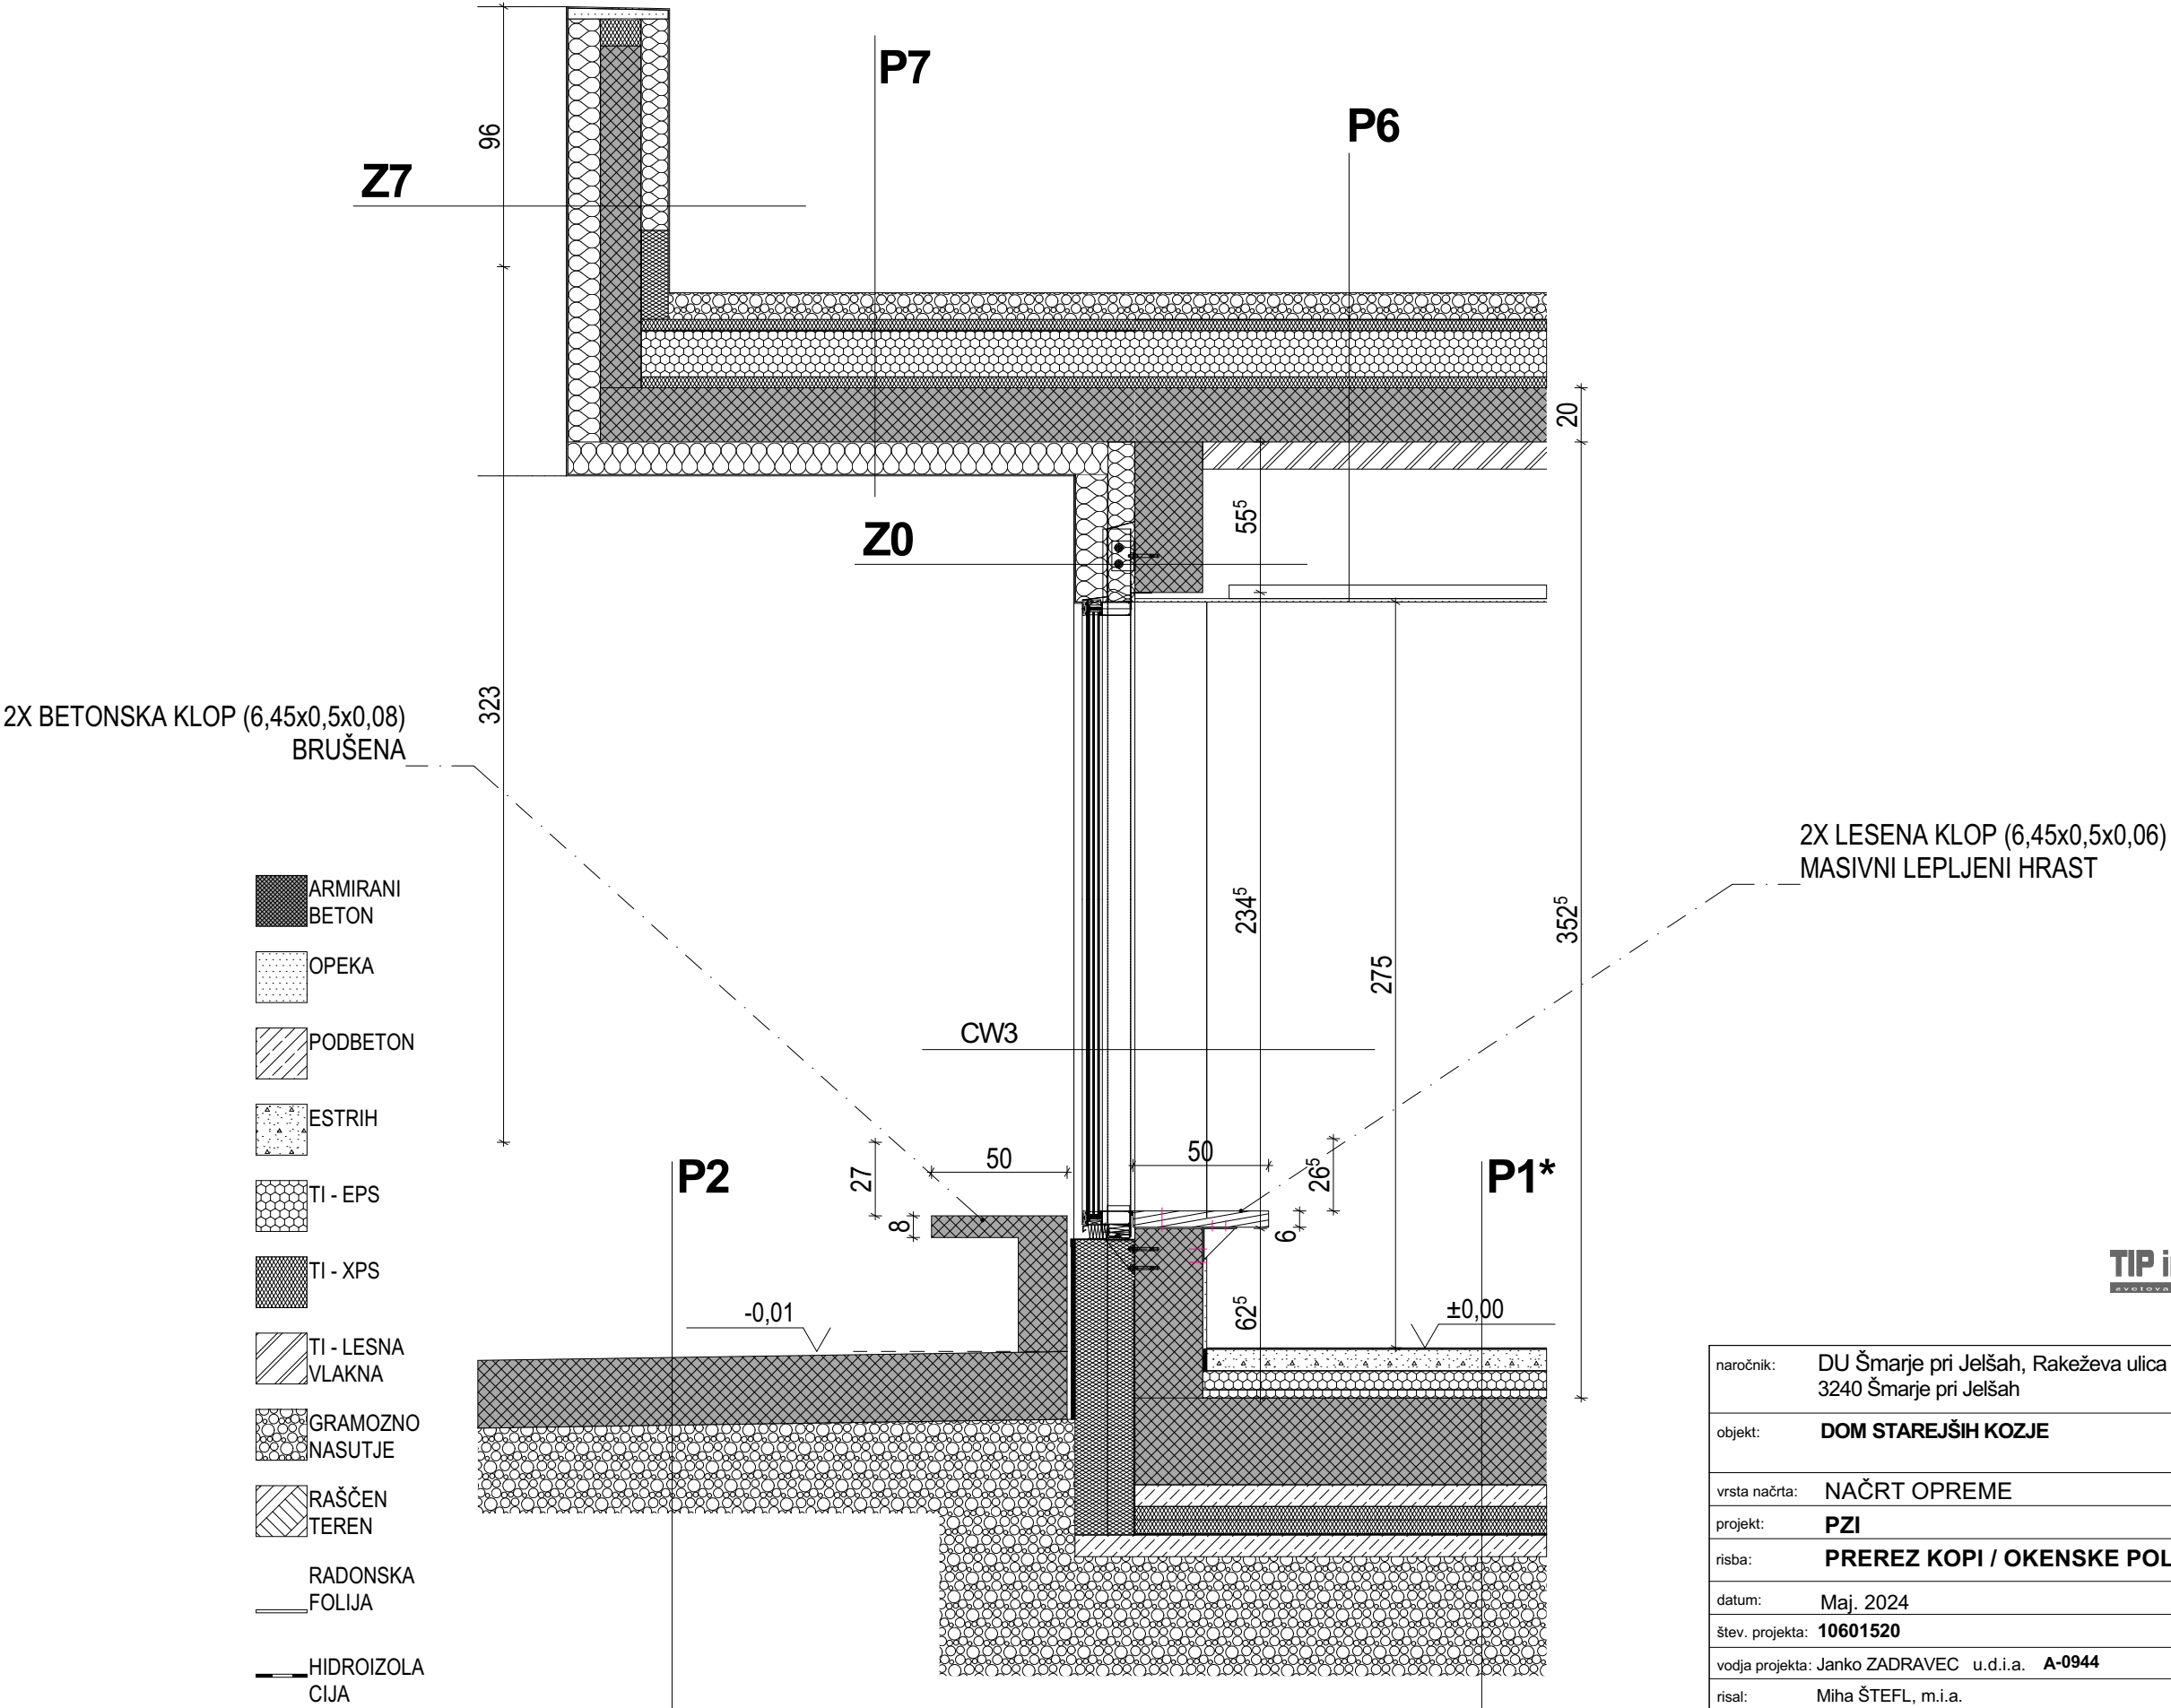 P7
P6
96
Z7
20
55⁵
Z0
323
2X BETONSKA KLOP (6,45x0,5x0,08)
BRUŠENA
2X LESENA KLOP (6,45x0,5x0,06)
MASIVNI LEPLJENI HRAST
234⁵
352⁵
275
CW3
ARMIRANI
BETON
OPEKA
PODBETON
ESTRIH
TI - EPS
TI - XPS
TI - LESNA
VLAKNA
GRAMOZNO
NASUTJE
RAŠČEN
TEREN
RADONSKA
FOLIJA
HIDROIZOLA
CIJA
P2
27
50
50
26⁵
P1*
8
6
-0,01
62⁵
±0,00
TIP
naročnik: DU Šmarje pri Jelšah, Rakeževa ulica
3240 Šmarje pri Jelšah
objekt: DOM STAREJŠIH KOZJE
vrsta načrta: NAČRT OPREME
projekt: PZI
risba: PREREZ KOPI / OKENSKE POL
datum: Maj. 2024
štev. projekta: 10601520
vodja projekta: Janko ZADRAVEC u.d.i.a. A-0944
risal: Miha ŠTEFL, m.i.a.